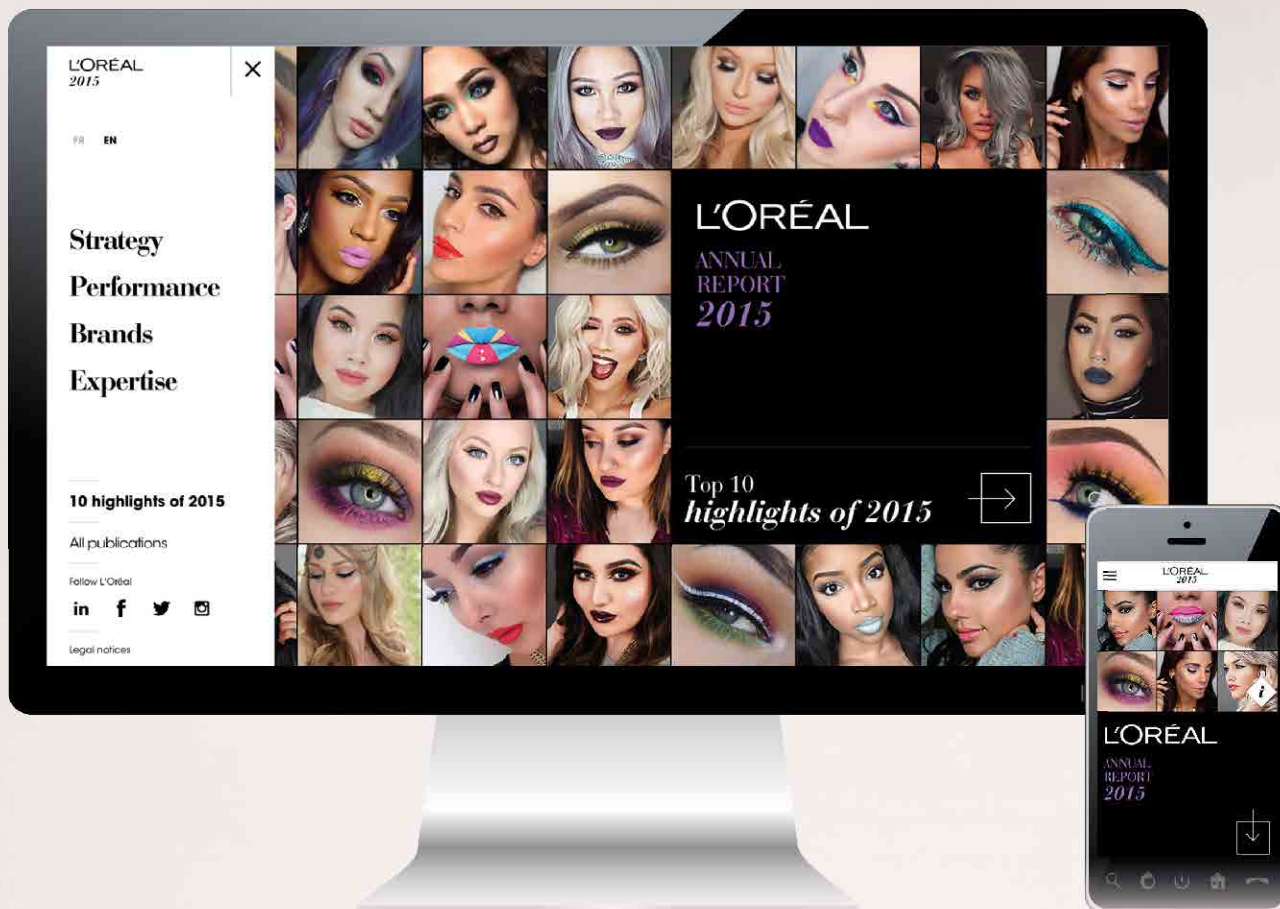 L'ORÉAL
2015
FR EN
Strategy
Performance
Brands
Expertise
10 highlights of 2015
All publications
Follow L'Oréal
in f
Legal notices
L'ORÉAL
ANNUAL
REPORT
2015
Top 10
highlights of 2015
L'ORÉAL
2015
i
L'ORÉAL
ANNUAL
REPORT
2015